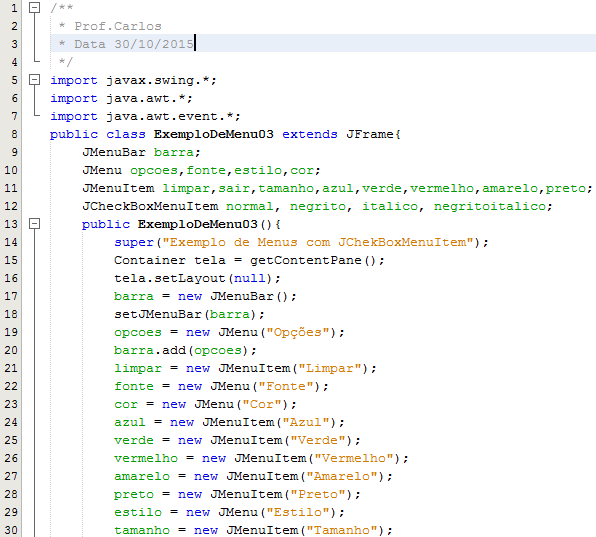 1 /**
2 * Prof.Carlos
3 * Data 30/10/2015
4 */
5 import javax.swing.*;
6 import java.awt.*;
7 import java.awt.event.*;
8 public class ExemploDeMenu03 extends JFrame{
9 JMenuBar barra;
10 JMenu opcoes,fonte,estilo,cor;
11 JMenuItem limpar,sair,tamanho,azul,verde,vermelho,amarelo,preto;
12 JCheckBoxMenuItem normal, negrito, italico, negritoitalico;
13 public ExemploDeMenu03(){
14 super("Exemplo de Menus com JChekBoxMenuItem");
15 Container tela = getContentPane();
16 tela.setLayout(null);
17 barra = new JMenuBar();
18 setJMenuBar(barra);
19 opcoes = new JMenu("Opções");
20 barra.add(opcoes);
21 limpar = new JMenuItem("Limpar");
22 fonte = new JMenu("Fonte");
23 cor = new JMenu("Cor");
24 azul = new JMenuItem("Azul");
25 verde = new JMenuItem("Verde");
26 vermelho = new JMenuItem("Vermelho");
27 amarelo = new JMenuItem("Amarelo");
28 preto = new JMenuItem("Preto");
29 estilo = new JMenu("Estilo");
30 tamanho = new JMenuItem("Tamanho");